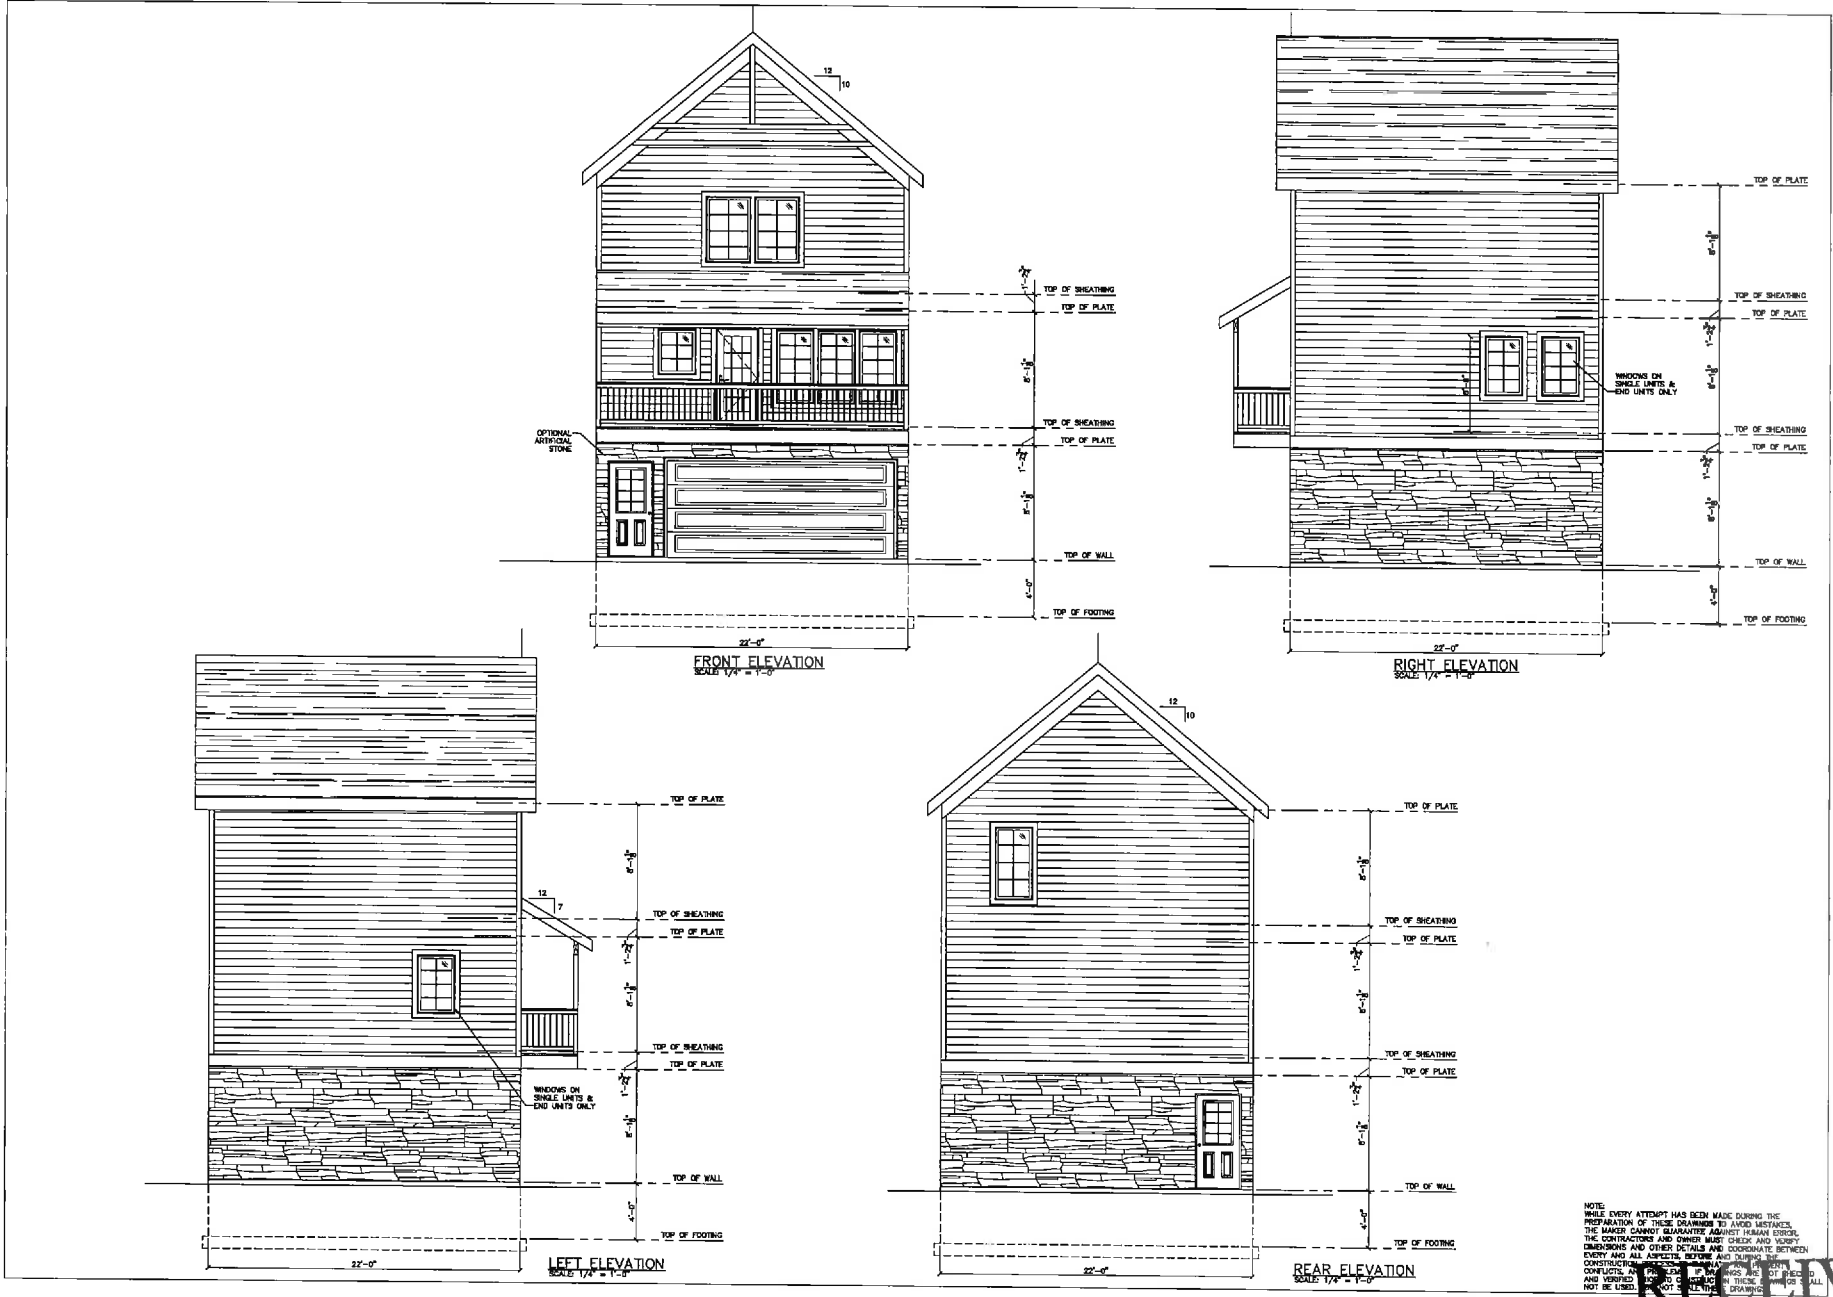 12
10
TOP OF SHEATHING
TOP OF PLATE
OPTIONAL
ARTIFICIAL
STONE
TOP OF SHEATHING
TOP OF PLATE
TOP OF WALL
4'-0"
TOP OF FOOTING
22'-0"
FRONT ELEVATION
SCALE: 1/4" = 1'-0"
TOP OF PLATE
TOP OF SHEATHING
TOP OF PLATE
WINDOWS ON
SINGLE UNITS &
END UNITS ONLY
TOP OF SHEATHING
TOP OF PLATE
TOP OF WALL
4'-0"
TOP OF FOOTING
22'-0"
RIGHT ELEVATION
SCALE: 1/4" = 1'-0"
TOP OF PLATE
12
7
TOP OF SHEATHING
TOP OF PLATE
TOP OF SHEATHING
TOP OF PLATE
WINDOWS ON
SINGLE UNITS &
END UNITS ONLY
TOP OF WALL
4'-0"
TOP OF FOOTING
22'-0"
LEFT ELEVATION
SCALE: 1/4" = 1'-0"
12
10
TOP OF PLATE
TOP OF SHEATHING
TOP OF PLATE
TOP OF SHEATHING
TOP OF PLATE
TOP OF WALL
4'-0"
TOP OF FOOTING
22'-0"
REAR ELEVATION
SCALE: 1/4" = 1'-0"
NOTE:
WHILE EVERY ATTEMPT HAS BEEN MADE DURING THE
PREPARATION OF THESE DRAWINGS TO AVOID MISTAKES,
THE MAKER CANNOT GUARANTEE AGAINST HUMAN ERROR.
THE CONTRACTORS AND OWNER MUST CHECK AND VERIFY
DIMENSIONS AND OTHER DETAILS AND COORDINATE BETWEEN
EVERY AND ALL ASPECTS, BEFORE AND DURING THE
CONSTRUCTION
CONFLICTS,
AND VERIFIED
NOT BE USED.